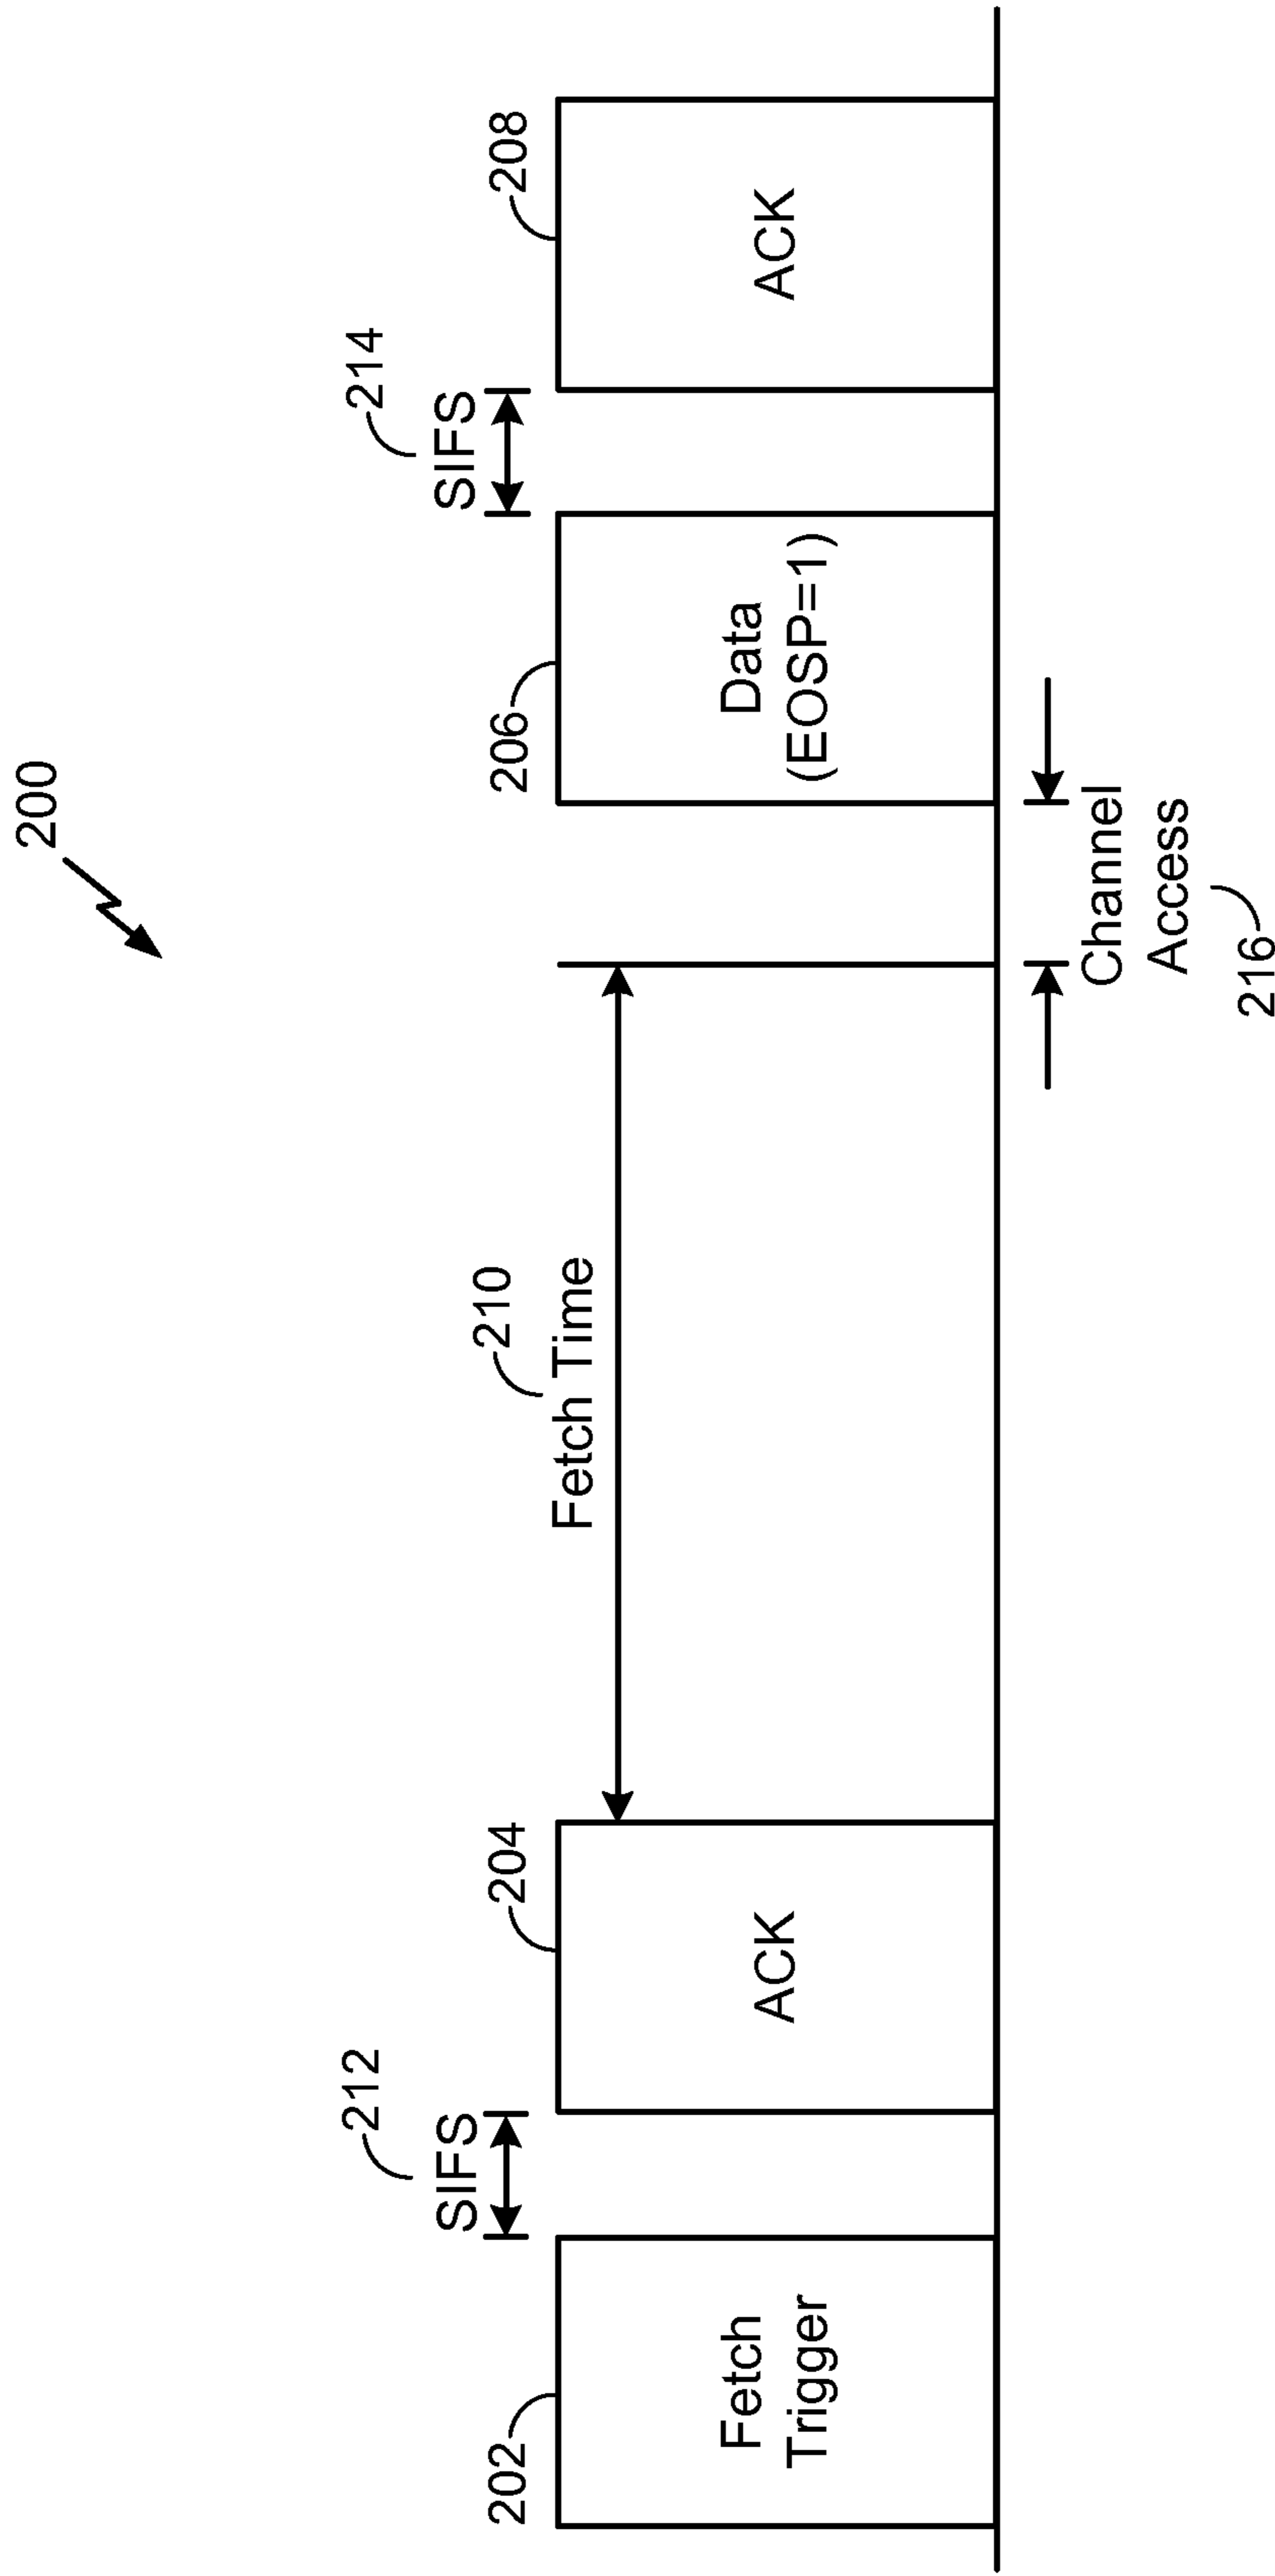 200
202
Fetch
Trigger
212
SIFS
204
ACK
210
Fetch Time
206
Data
(EOSP=1)
214
SIFS
208
ACK
Channel
Access
216